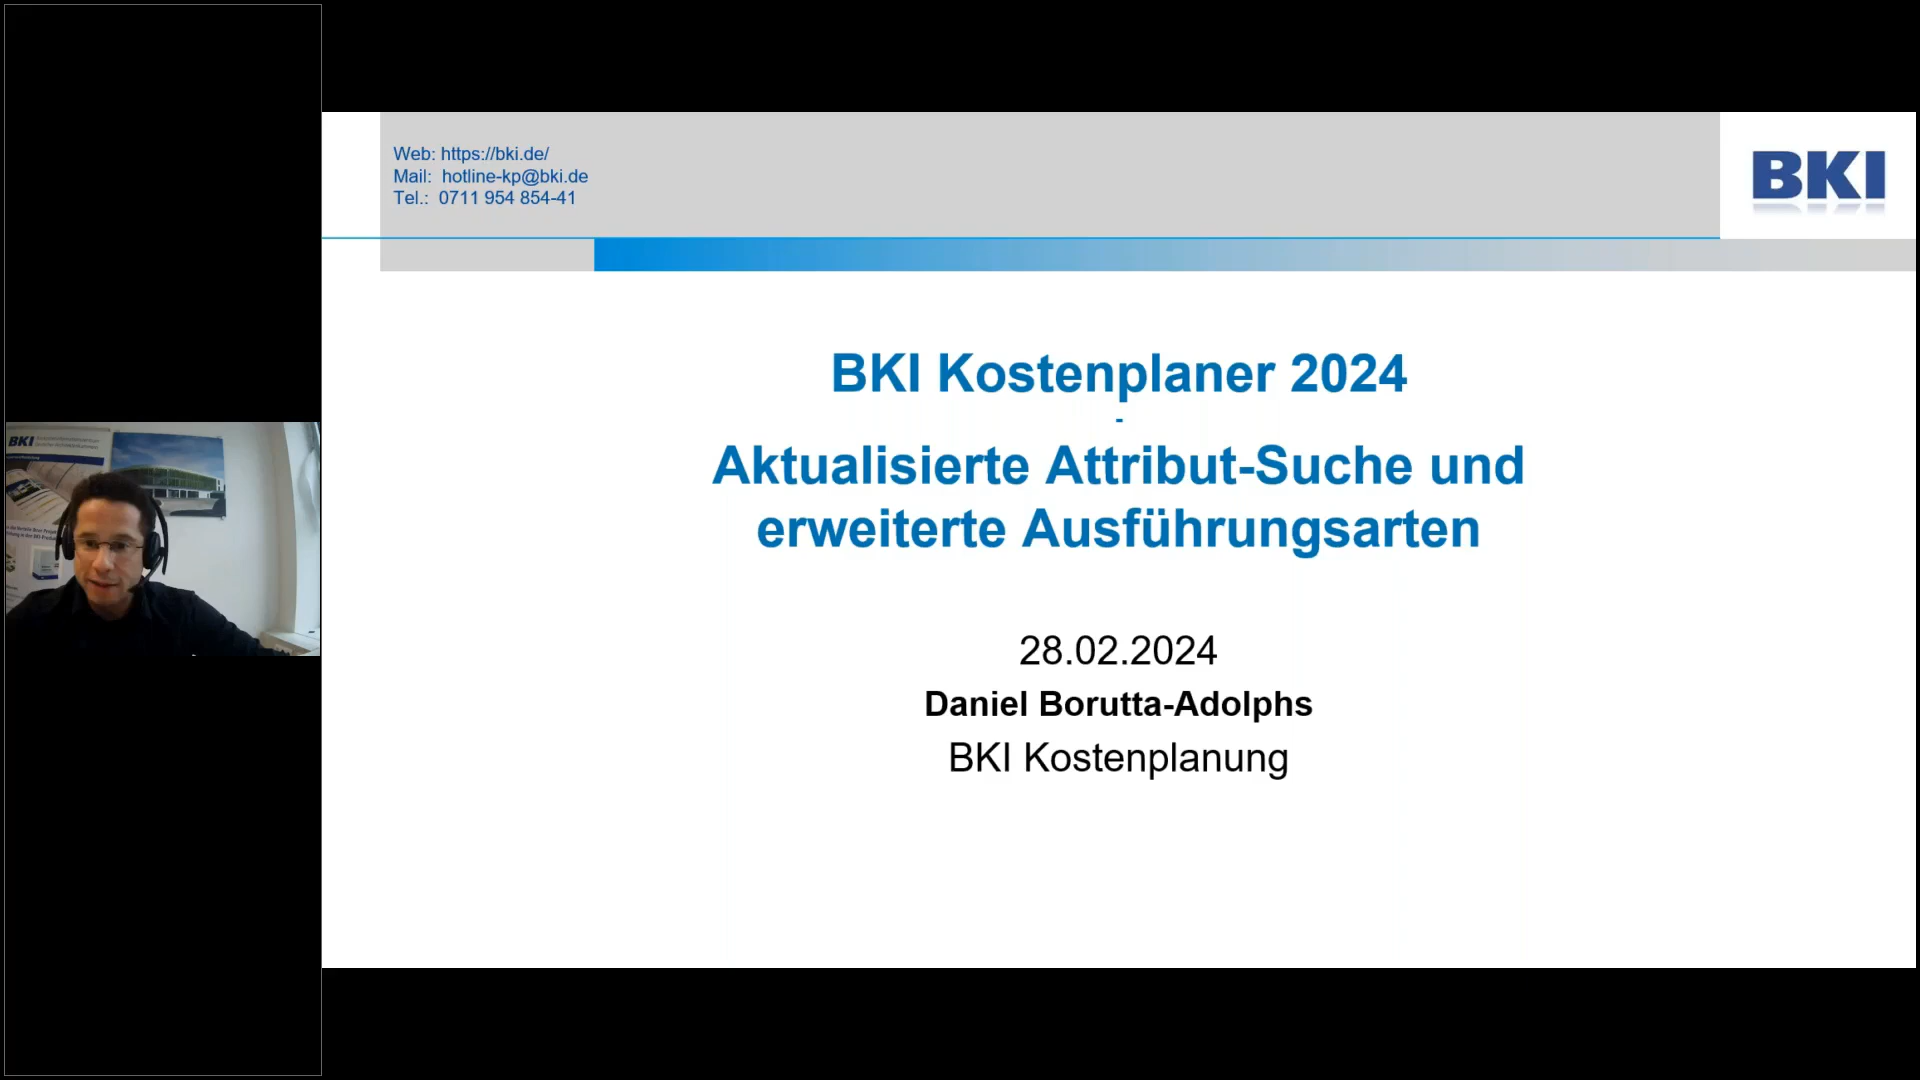 Web: https://bki.de/
Mail: hotline-kp@bki.de
Tel.: 0711 954 854-41
BKI
BKI Kostenplaner 2024
-
Aktualisierte Attribut-Suche und
erweiterte Ausführungsarten
28.02.2024
Daniel Borutta-Adolphs
BKI Kostenplanung
BKI